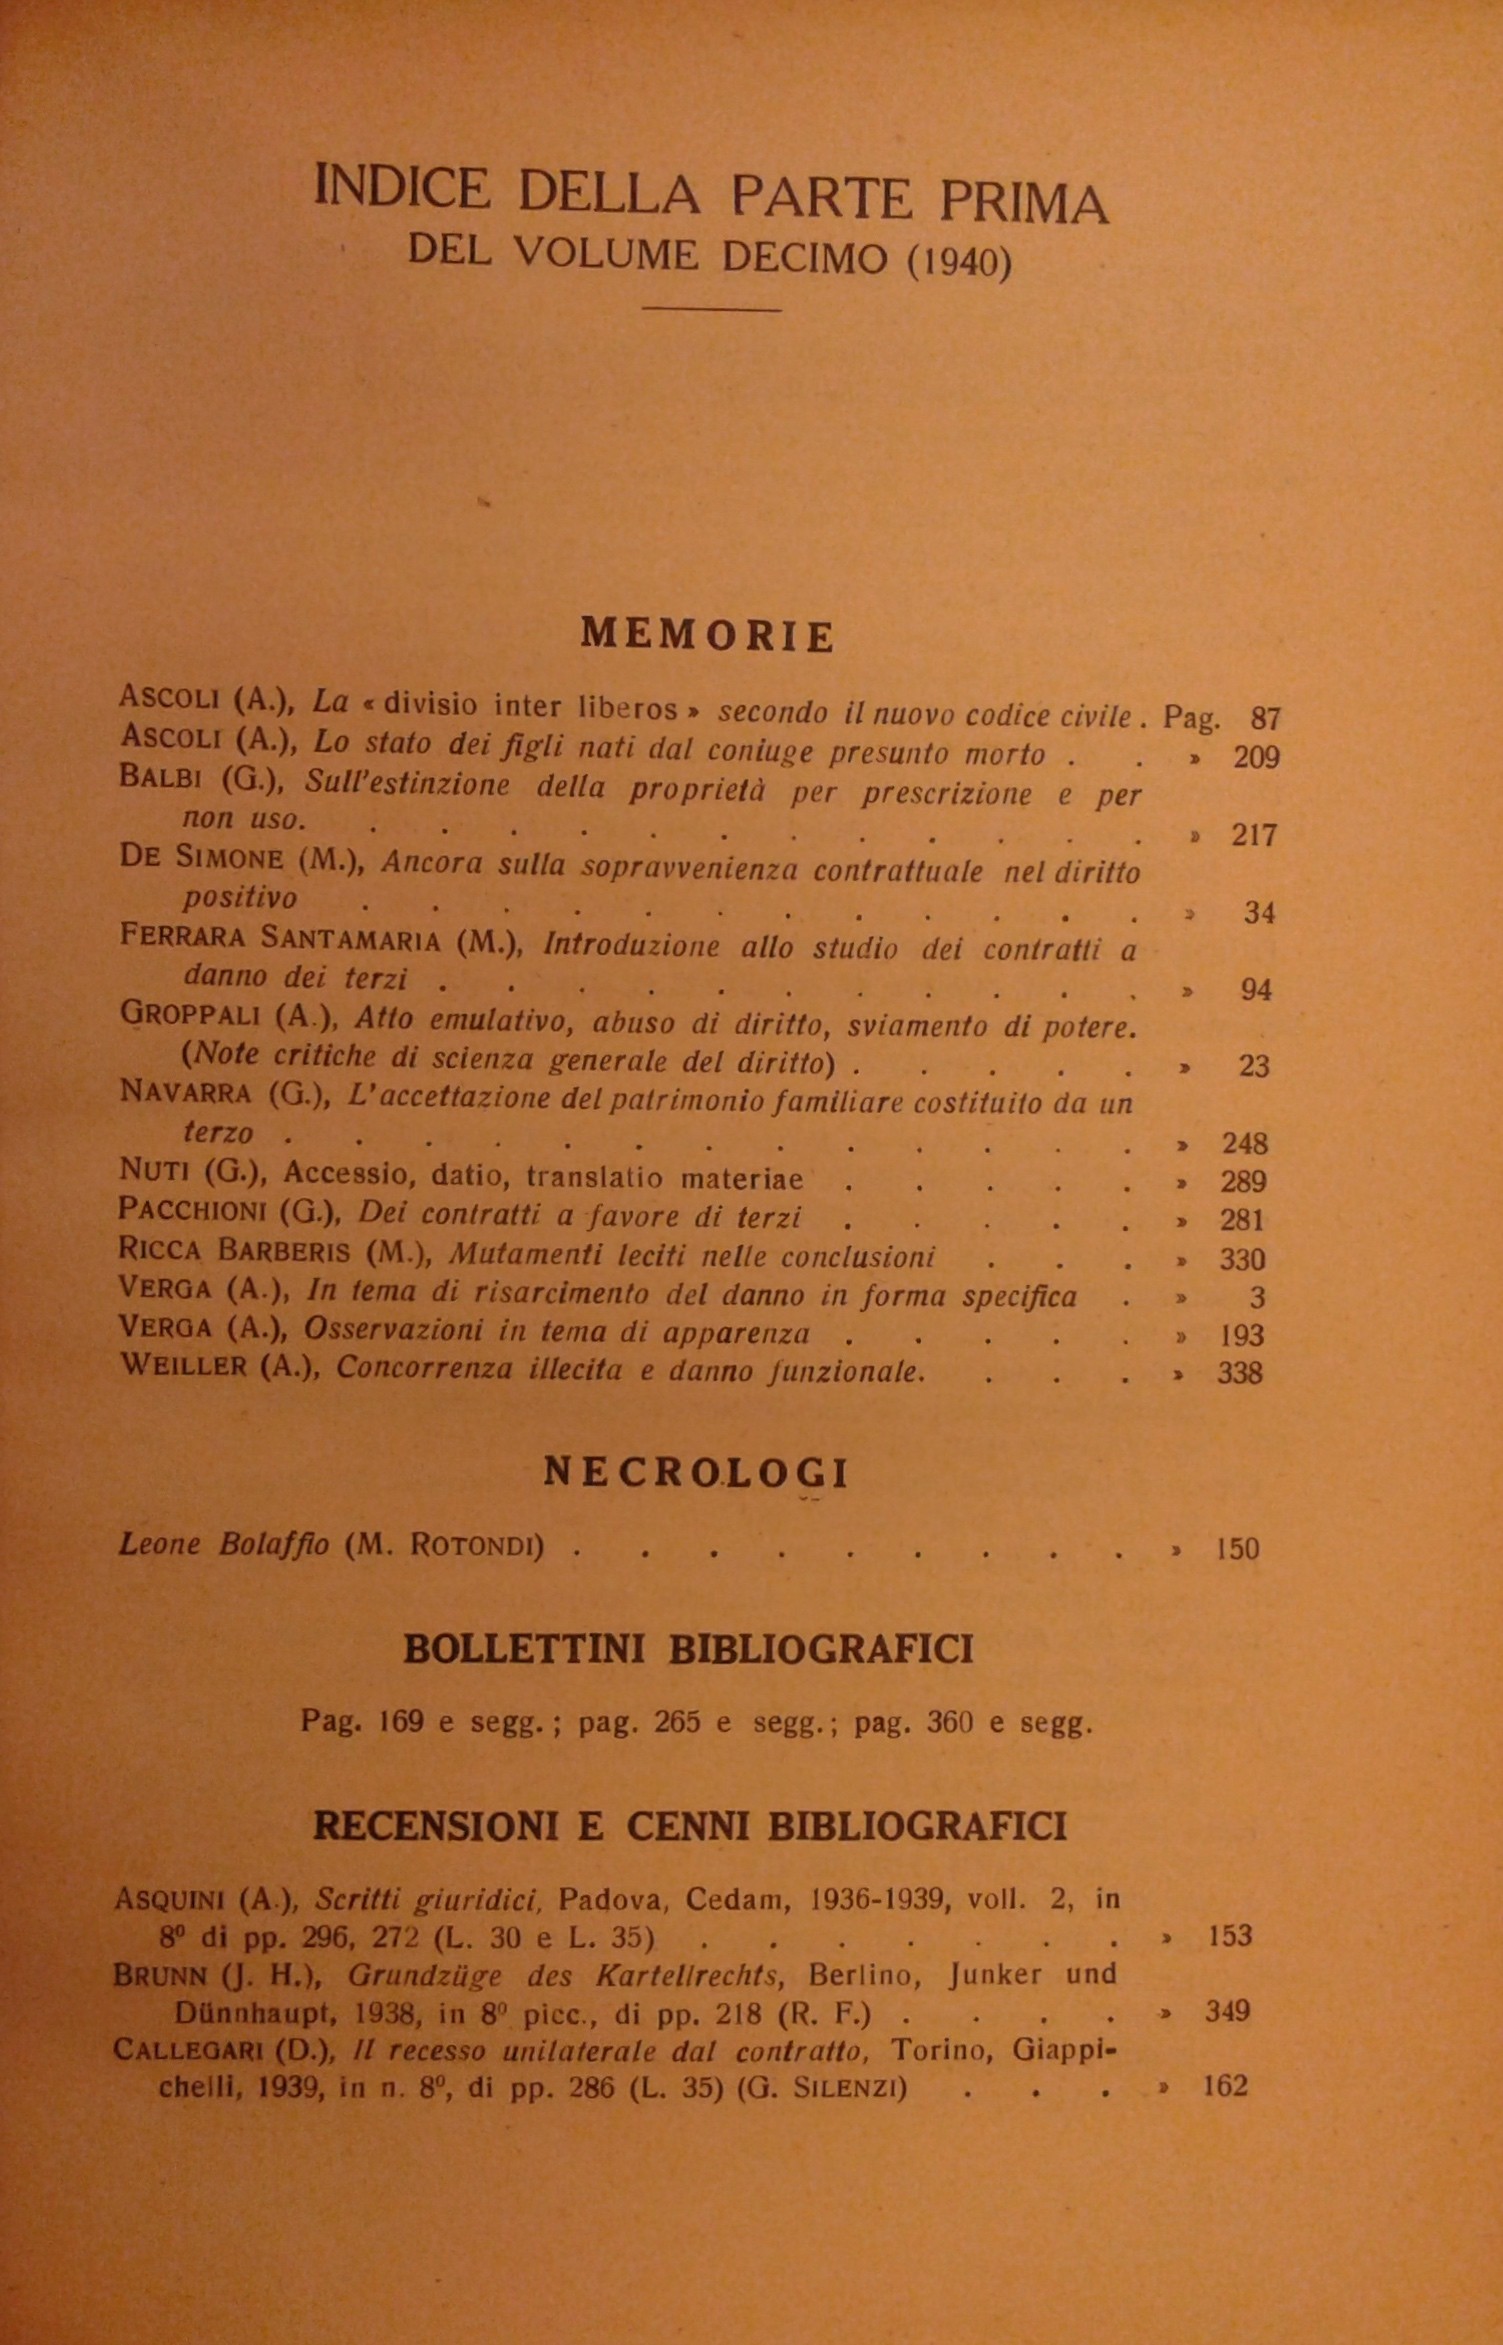 INDICE DELLA PARTE PRIMA
DEL VOLUME DECIMO (1940)
MEMORIE
ASCOLI (A.), La « divisio inter liberos » secondo il nuovo codice civile . Pag. 87
ASCOLI (A.), Lo stato dei figli nati dal coniuge presunto morto . . » 209
BALBI (G.), Sull'estinzione della proprietà per prescrizione e per
non uso. . . . . . . . . . . . . » 217
DE SIMONE (M.), Ancora sulla sopravvenienza contrattuale nel diritto
positivo . . . . . . . . . . . . » 34
FERRARA SANTAMARIA (M.), Introduzione allo studio dei contratti a
danno dei terzi . . . . . . . . . . . » 94
GROPPALI (A.), Atto emulativo, abuso di diritto, sviamento di potere.
(Note critiche di scienza generale del diritto) . . . . . » 23
NAVARRA (G.), L'accettazione del patrimonio familiare costituito da un
terzo . . . . . . . . . . . . . » 248
NUTI (G.), Accessio, datio, translatio materiae . . . . . » 289
PACCHIONI (G.), Dei contratti a favore di terzi . . . . . » 281
RICCA BARBERIS (M.), Mutamenti leciti nelle conclusioni . . . » 330
VERGA (A.), In tema di risarcimento del danno in forma specifica . » 3
VERGA (A.), Osservazioni in tema di apparenza . . . . . » 193
WEILLER (A.), Concorrenza illecita e danno funzionale. . . . » 338
NECROLOGI
Leone Bolaffio (M. ROTONDI) . . . . . . . . . » 150
BOLLETTINI BIBLIOGRAFICI
Pag. 169 e segg. ; pag. 265 e segg. ; pag. 360 e segg.
RECENSIONI E CENNI BIBLIOGRAFICI
ASQUINI (A.), Scritti giuridici, Padova, Cedam, 1936-1939, voll. 2, in
8º di pp. 296, 272 (L. 30 e L. 35) . . . . . . . » 153
BRUNN (J. H.), Grundzüge des Kartellrechts, Berlino, Junker und
Dünnhaupt, 1938, in 8º picc., di pp. 218 (R. F.) . . . . » 349
CALLEGARI (D.), Il recesso unilaterale dal contratto, Torino, Giappi-
chelli, 1939, in n. 8º, di pp. 286 (L. 35) (G. SILENZI) . . . » 162